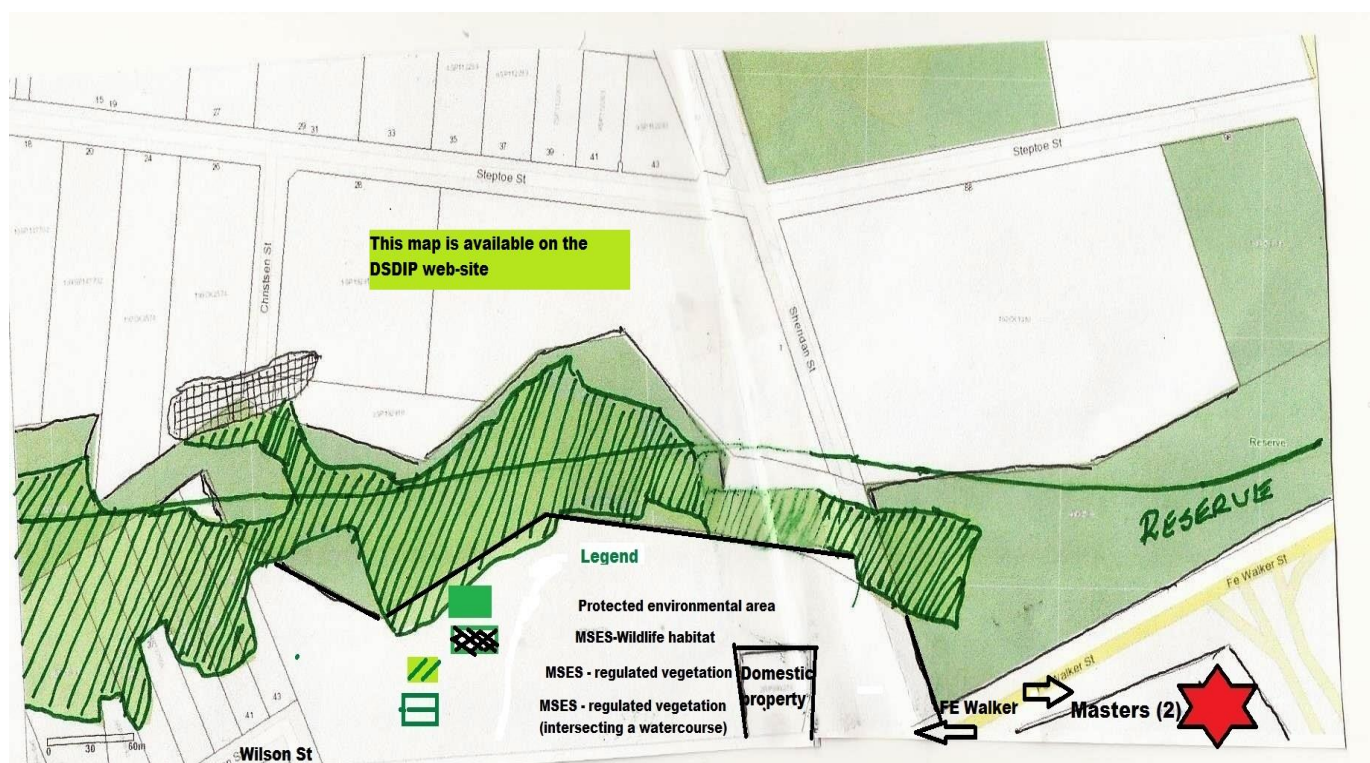 15 19
27
29 31
33
35
37
39
41
43
18
20
24
26
28
Steptoe St
Steptoe St
88
96
This map is available on the
DSDIP web-site
Christsen St
Sheridan St
1
Reserve
RESERVE
Fe Walker St
Legend
Protected environmental area
MSES-Wildlife habitat
MSES - regulated vegetation
MSES - regulated vegetation
(intersecting a watercourse)
Domestic
property
FE Walker
Masters (2)
43
41
0 30 60m
Wilson St